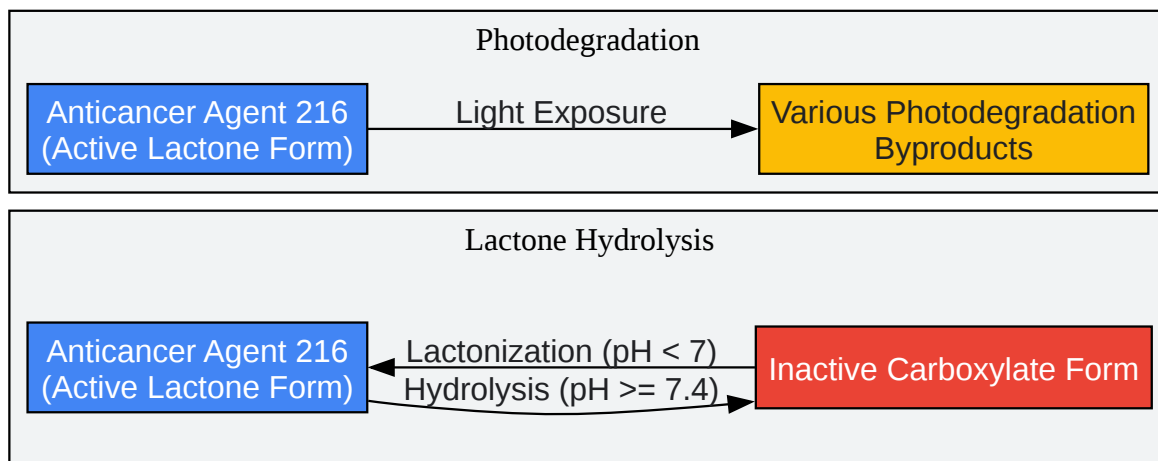 Photodegradation
Anticancer Agent 216
(Active Lactone Form)
Light Exposure
Various Photodegradation
Byproducts
Lactone Hydrolysis
Anticancer Agent 216
(Active Lactone Form)
Lactonization (pH < 7)
Hydrolysis (pH >= 7.4)
Inactive Carboxylate Form